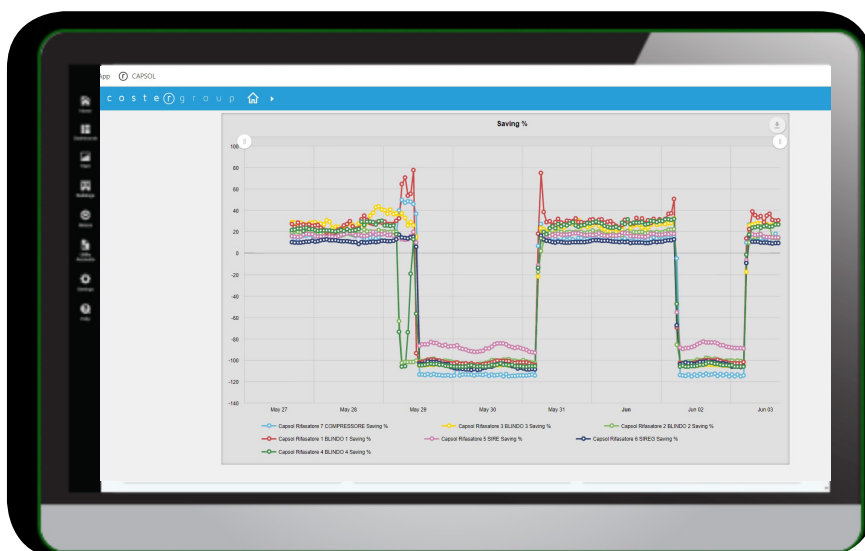 App ⓡ CAPSOL
costeⓡgroup
Home
Saving %
100
80
60
40
20
0
-20
-40
-60
-80
-100
-120
-140
May 27
May 28
May 29
May 30
May 31
Jun
Jun 02
Jun 03
Capsol Rifasatore 7 COMPRESSORE Saving %
Capsol Rifasatore 3 BLINDO 3 Saving %
Capsol Rifasatore 2 BLINDO 2 Saving %
Capsol Rifasatore 1 BLINDO 1 Saving %
Capsol Rifasatore 5 SIRE Saving %
Capsol Rifasatore 6 SIREG Saving %
Capsol Rifasatore 4 BLINDO 4 Saving %